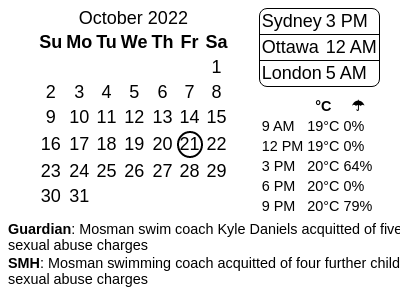 October 2022
Su Mo Tu We Th Fr Sa
1
2 3 4 5 6 7 8
9 10 11 12 13 14 15
16 17 18 19 20 21 22
23 24 25 26 27 28 29
30 31
Sydney 3 PM
Ottawa 12 AM
London 5 AM
°C ☂
9 AM 19°C 0%
12 PM 19°C 0%
3 PM 20°C 64%
6 PM 20°C 0%
9 PM 20°C 79%
Guardian: Mosman swim coach Kyle Daniels acquitted of five
sexual abuse charges
SMH: Mosman swimming coach acquitted of four further child
sexual abuse charges